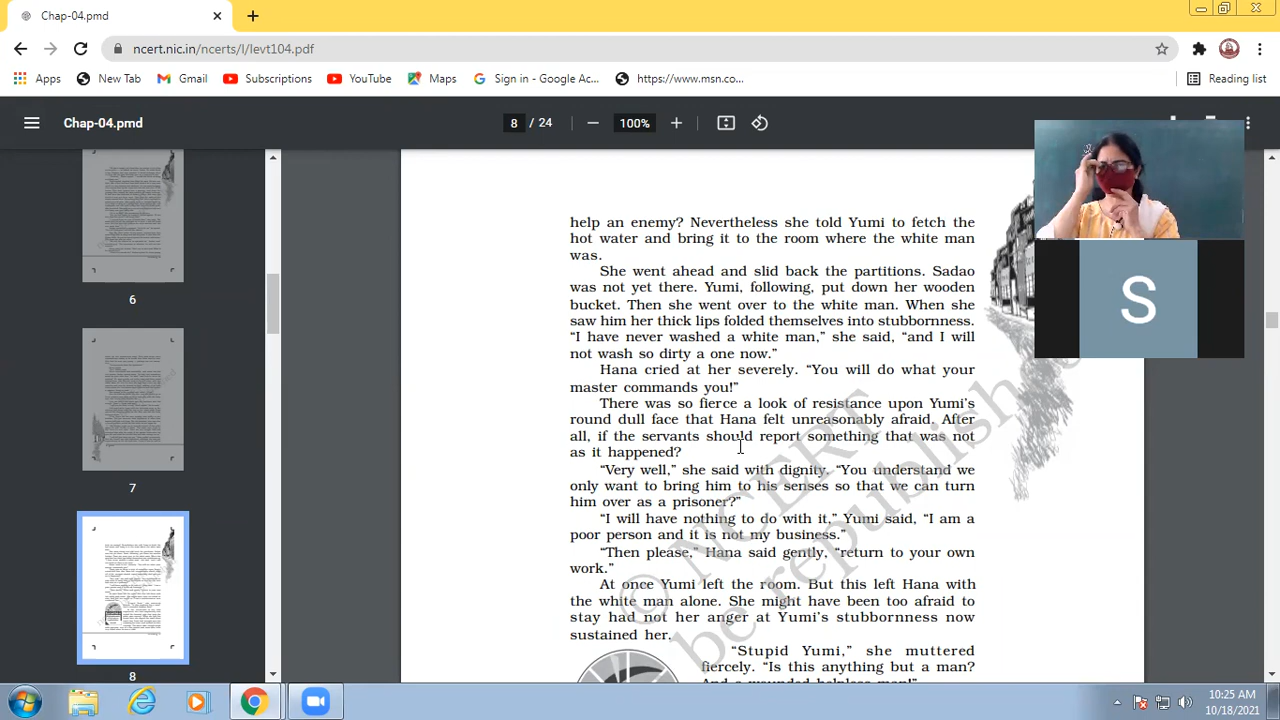 Chap-04.pmd
ncert.nic.in/ncerts/l/levt104.pdf
Apps
New Tab
Gmail
Subscriptions
YouTube
Maps
Sign in - Google Ac...
https://www.msn.co...
Reading list
Chap-04.pmd
8 / 24
100%
6
7
8
help an enemy? Nevertheless she told Yumi to fetch the
hot water and bring it to the room where the white man
was.
She went ahead and slid back the partitions. Sadao
was not yet there. Yumi, following, put down her wooden
bucket. Then she went over to the white man. When she
saw him her thick lips folded themselves into stubbornness.
“I have never washed a white man,” she said, “and I will
not wash so dirty a one now.”
Hana cried at her severely. “You will do what your
master commands you!”
There was so fierce a look of resistance upon Yumi’s
round dull face that Hana felt unreasonably afraid. After
all, if the servants should report something that was not
as it happened?
“Very well,” she said with dignity. “You understand we
only want to bring him to his senses so that we can turn
him over as a prisoner?”
“I will have nothing to do with it,” Yumi said, “I am a
poor person and it is not my business.”
“Then please,” Hana said gently, “return to your own
work.”
At once Yumi left the room. But this left Hana with
the white man alone. She might have been too afraid to
stay had not her anger at Yumi’s stubbornness now
sustained her.
“Stupid Yumi,” she muttered
fiercely. “Is this anything but a man?
And a wounded helpless man!”
© NCERT
be republished
S
10:25 AM
10/18/2021